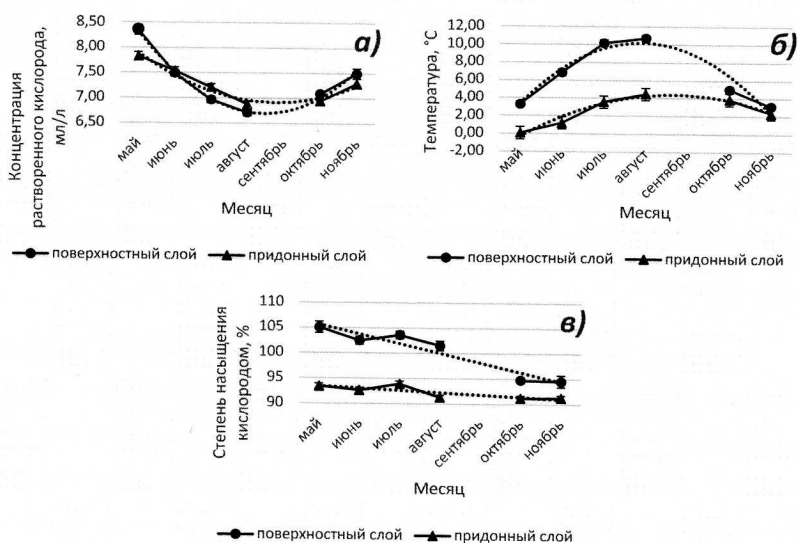 а)
Концентрация растворенного кислорода, мл/л
8,50
8,00
7,50
7,00
6,50
май
июнь
июль
август
сентябрь
октябрь
ноябрь
Месяц
поверхностный слой
придонный слой
б)
Температура, °C
12,00
10,00
8,00
6,00
4,00
2,00
0,00
-2,00
май
июнь
июль
август
сентябрь
октябрь
ноябрь
Месяц
поверхностный слой
придонный слой
в)
Степень насыщения кислородом, %
110
105
100
95
90
май
июнь
июль
август
сентябрь
октябрь
ноябрь
Месяц
поверхностный слой
придонный слой